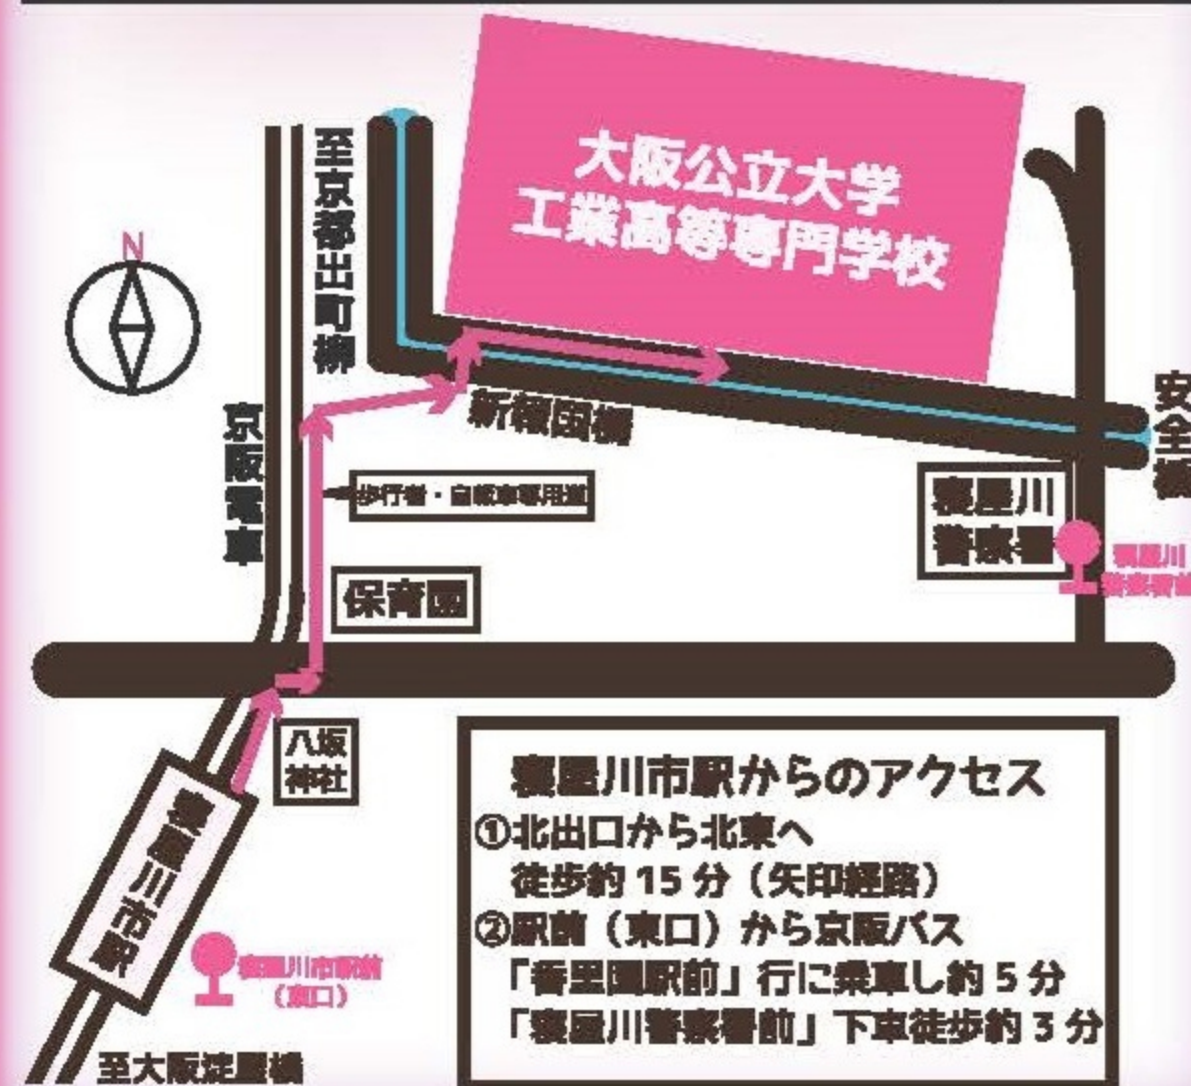 大阪公立大学
工業高等専門学校
至京都出町柳
N
京阪電車
新報国橋
安全橋
歩行者・自転車専用道
寝屋川
警察署
寝屋川
警察署前
保育園
八坂
神社
寝屋川市駅
寝屋川市駅前
（東口）
至大阪淀屋橋
寝屋川市駅からのアクセス
①北出口から北東へ
徒歩約15分（矢印経路）
②駅前（東口）から京阪バス
「香里園駅前」行に乗車し約5分
「寝屋川警察署前」下車徒歩約3分